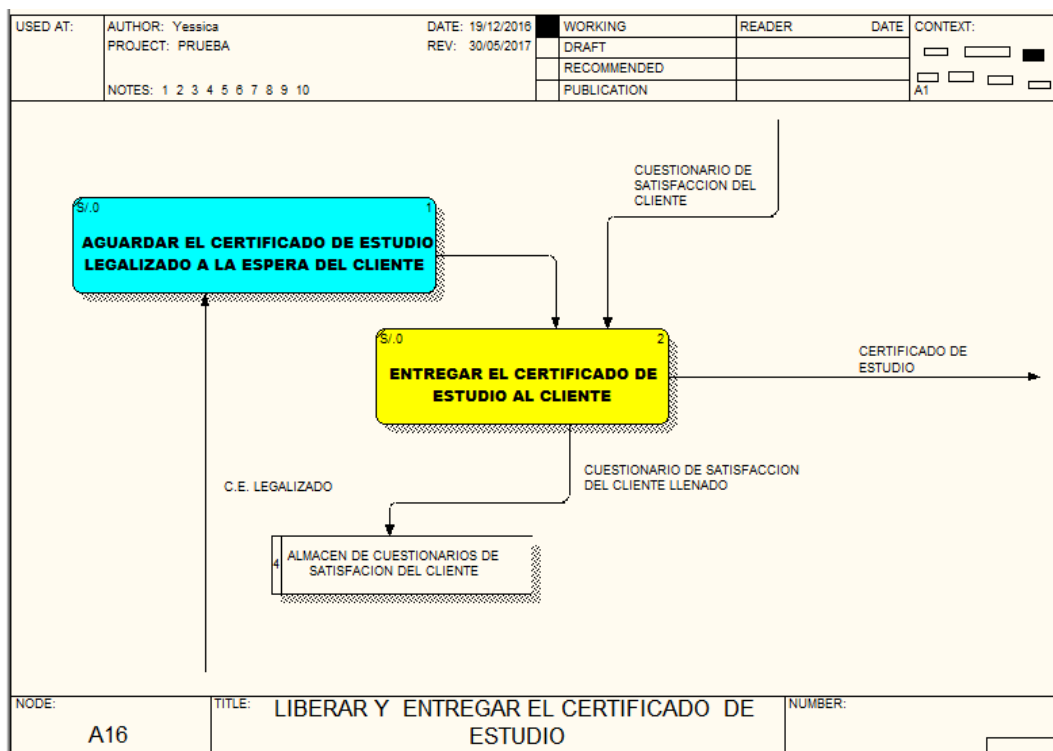 USED AT:
AUTHOR: Yessica
DATE: 19/12/2016
PROJECT: PRUEBA
REV: 30/05/2017
NOTES: 1 2 3 4 5 6 7 8 9 10
WORKING
DRAFT
RECOMMENDED
PUBLICATION
READER
DATE
CONTEXT:
A1
CUESTIONARIO DE
SATISFACCION DEL
CLIENTE
S/.0
1
AGUARDAR EL CERTIFICADO DE ESTUDIO
LEGALIZADO A LA ESPERA DEL CLIENTE
S/.0
2
ENTREGAR EL CERTIFICADO DE
ESTUDIO AL CLIENTE
CERTIFICADO DE
ESTUDIO
CUESTIONARIO DE SATISFACCION
DEL CLIENTE LLENADO
C.E. LEGALIZADO
4
ALMACEN DE CUESTIONARIOS DE
SATISFACION DEL CLIENTE
NODE:
A16
TITLE:
LIBERAR Y ENTREGAR EL CERTIFICADO DE
ESTUDIO
NUMBER: